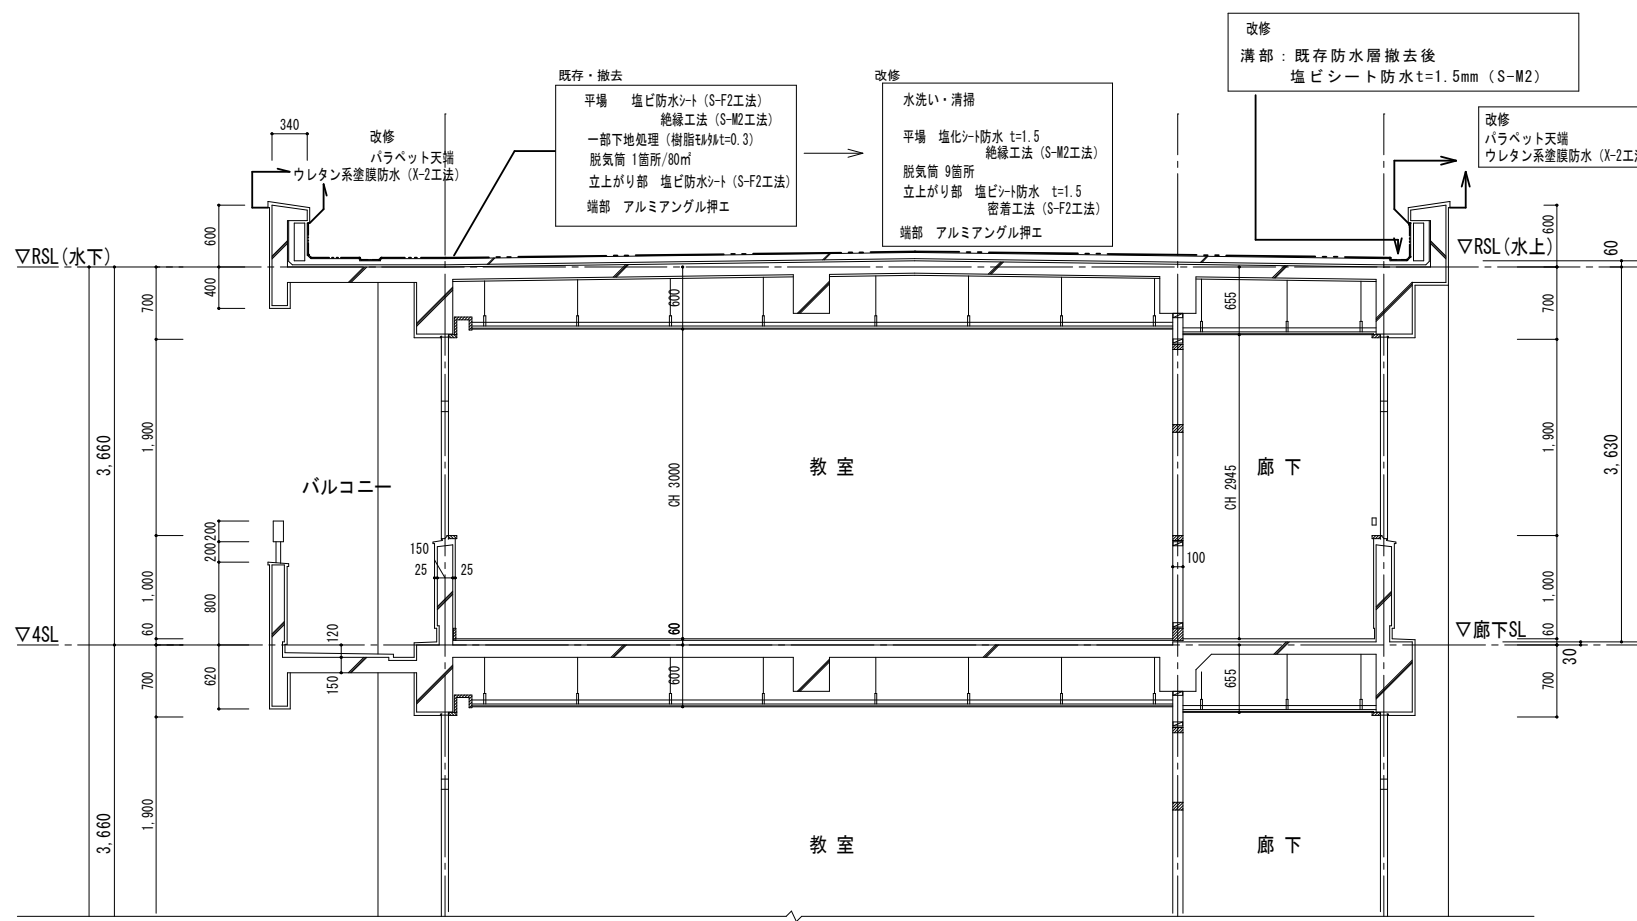 改修
溝部：既存防水層撤去後
塩ビシート防水t=1.5mm（S-M2）
既存・撤去
平場　塩ビ防水ｼｰﾄ（S-F2工法）
絶縁工法（S-M2工法）
一部下地処理（樹脂ﾓﾙﾀﾙt=0.3）
脱気筒 1箇所/80㎡
立上がり部　塩ビ防水ｼｰﾄ（S-F2工法）
端部　アルミアングル押エ
改修
水洗い・清掃
平場　塩化ｼｰﾄ防水 t=1.5
絶縁工法（S-M2工法）
脱気筒 9箇所
立上がり部　塩ビｼｰﾄ防水　t=1.5
密着工法（S-F2工法）
端部　アルミアングル押エ
改修
パラペット天端
ウレタン系塗膜防水（X-2工法
340
改修
パラペット天端
ウレタン系塗膜防水（X-2工法）
▽RSL(水下)
▽RSL(水上)
600
400
700
3,660
1,900
200
200
800
1,000
60
620
700
3,660
1,900
バルコニー
教室
廊下
600
CH 3000
60
600
655
CH 2945
655
150
25
25
100
120
150
▽4SL
▽廊下SL
600
60
700
1,900
3,630
1,000
60
30
700
教室
廊下